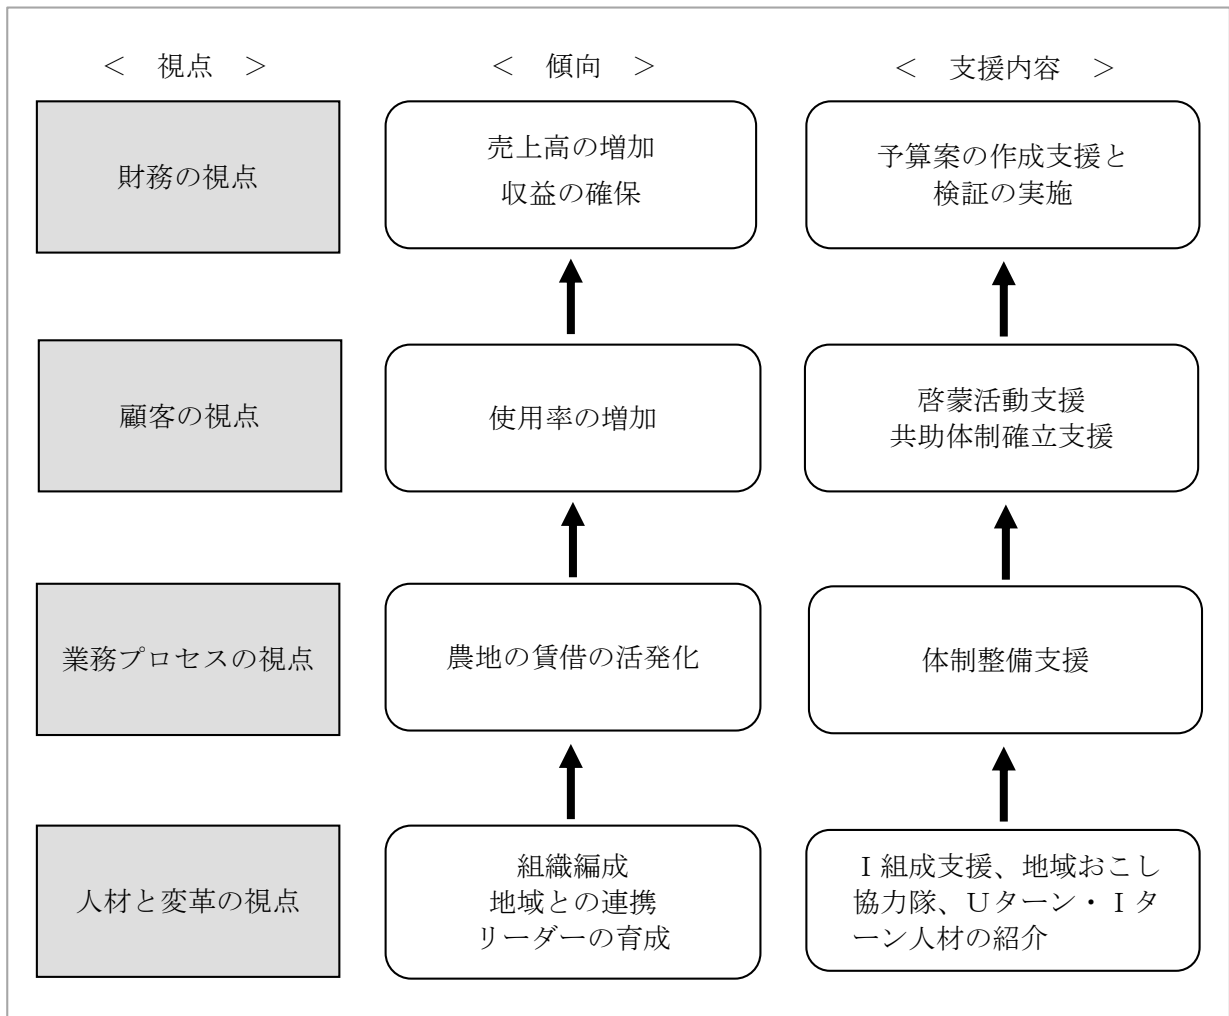 ＜　視点　＞
＜　傾向　＞
＜　支援内容　＞
財務の視点
売上高の増加
収益の確保
予算案の作成支援と
検証の実施
顧客の視点
使用率の増加
啓蒙活動支援
共助体制確立支援
業務プロセスの視点
農地の賃借の活発化
体制整備支援
人材と変革の視点
組織編成
地域との連携
リーダーの育成
Ｉ組成支援、地域おこし
協力隊、Ｕターン・Ｉタ
ーン人材の紹介